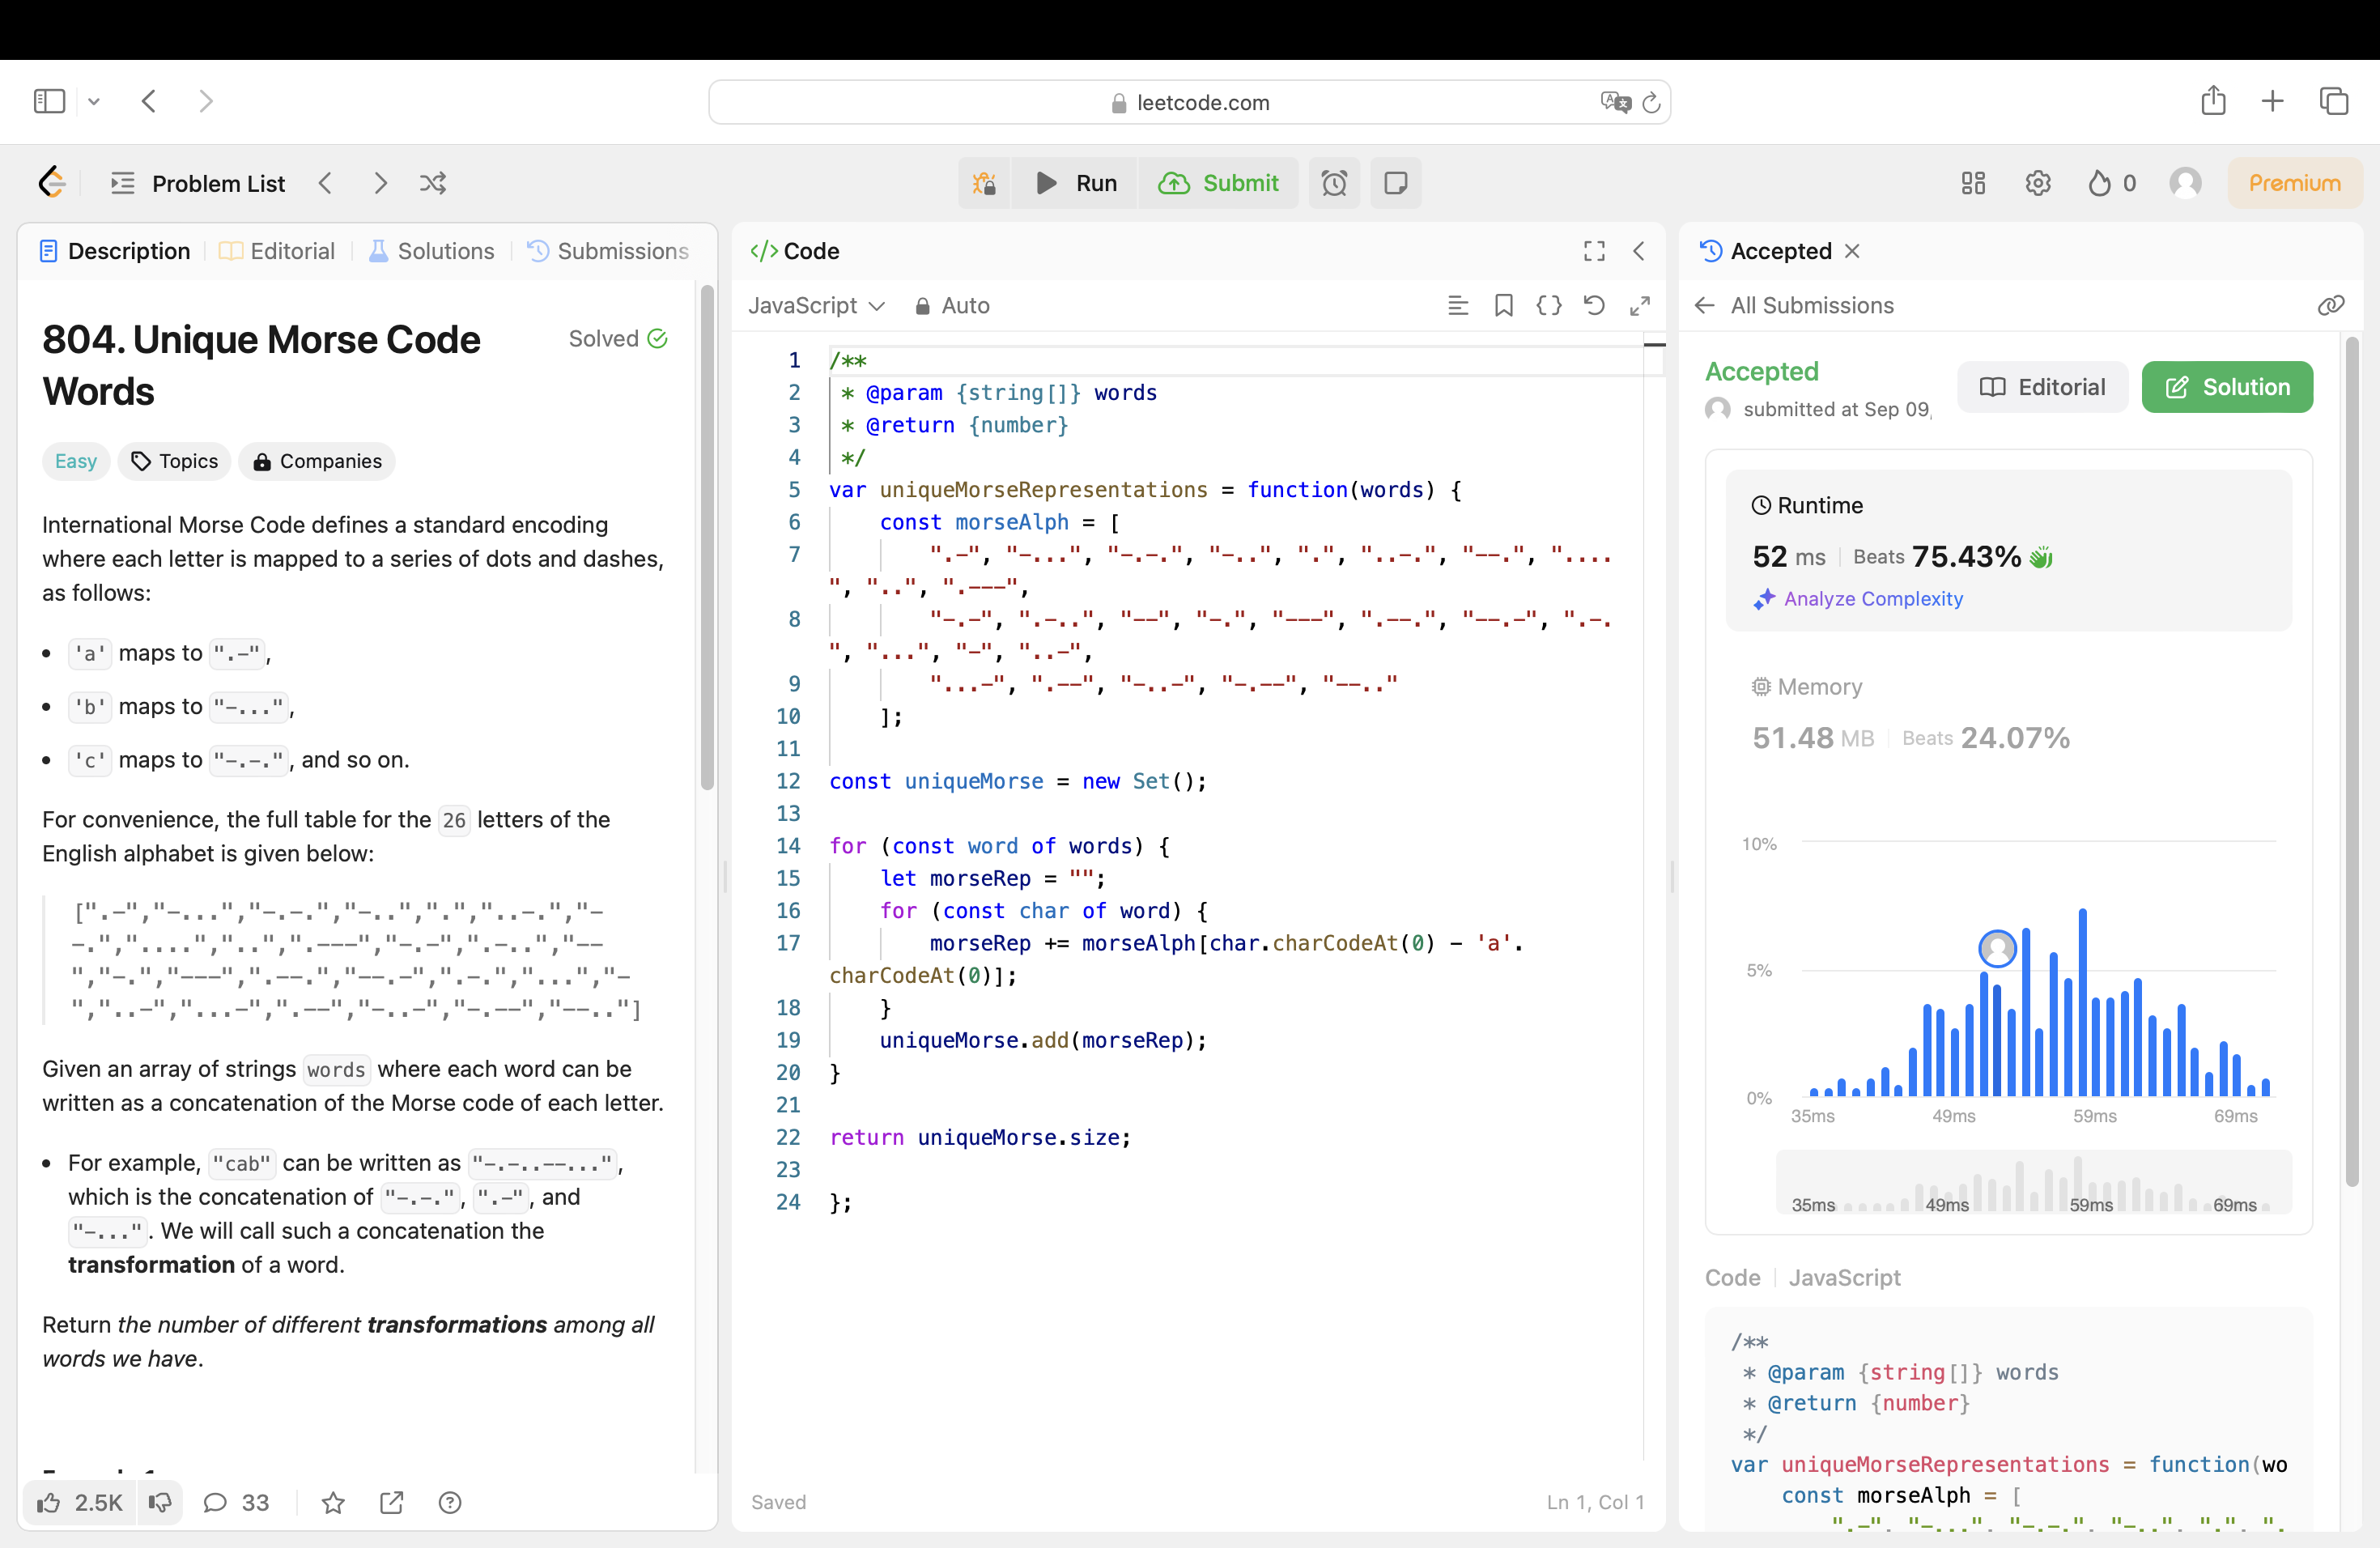 leetcode.com
Problem List
Run
Submit
0
Premium
Description
Editorial
Solutions
Submissions
804. Unique Morse Code
Words
Solved
Easy
Topics
Companies
International Morse Code defines a standard encoding
where each letter is mapped to a series of dots and dashes,
as follows:
• 'a' maps to ".-",
• 'b' maps to "-...",
• 'c' maps to "-.-.", and so on.
For convenience, the full table for the 26 letters of the
English alphabet is given below:
[".-","-...","-.-.","-..",".","..-.","-
-.","....","..",".---","-.-",".-..","--
","-.","---",".--.","--.-",".-.","...","-
","..-","...-",".--","-..-","-.--","--.."]
Given an array of strings words where each word can be
written as a concatenation of the Morse code of each letter.
• For example, "cab" can be written as "-.-..--...",
which is the concatenation of "-.-.", ".-", and
"-...". We will call such a concatenation the
transformation of a word.
Return the number of different transformations among all
words we have.
2.5K
33
</> Code
JavaScript
Auto
1 /**
2 * @param {string[]} words
3 * @return {number}
4 */
5 var uniqueMorseRepresentations = function(words) {
6 const morseAlph = [
7 ".-", "-...", "-.-.", "-..", ".", "..-.", "--.", "....
", "..", ".---",
8 "-.-", ".-..", "--", "-.", "---", ".--.", "--.-", ".-.
", "...", "-", "..-",
9 "...-", ".--", "-..-", "-.--", "--.."
10 ];
11
12 const uniqueMorse = new Set();
13
14 for (const word of words) {
15 let morseRep = "";
16 for (const char of word) {
17 morseRep += morseAlph[char.charCodeAt(0) - 'a'.
charCodeAt(0)];
18 }
19 uniqueMorse.add(morseRep);
20 }
21
22 return uniqueMorse.size;
23
24 };
Saved
Ln 1, Col 1
Accepted
All Submissions
Accepted
submitted at Sep 09,
Editorial
Solution
Runtime
52 ms
Beats 75.43%
Analyze Complexity
Memory
51.48 MB
Beats 24.07%
10%
5%
0%
35ms
49ms
59ms
69ms
35ms
49ms
59ms
69ms
Code
JavaScript
/**
* @param {string[]} words
* @return {number}
*/
var uniqueMorseRepresentations = function(wo
const morseAlph = [